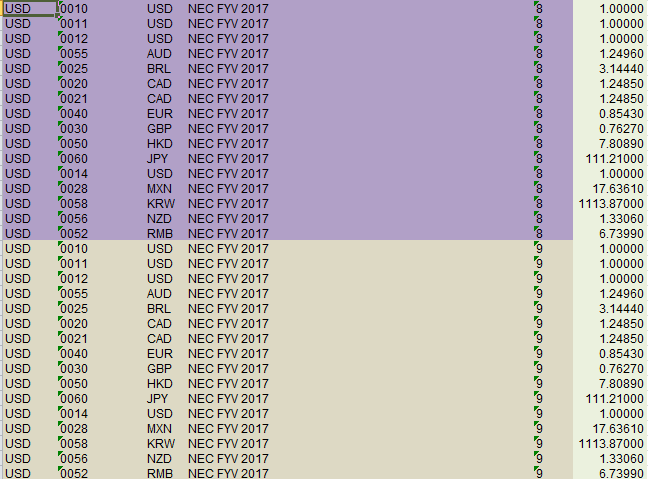 USD 0010 USD NEC FYV 2017 8 1.00000
USD 0011 USD NEC FYV 2017 8 1.00000
USD 0012 USD NEC FYV 2017 8 1.00000
USD 0055 AUD NEC FYV 2017 8 1.24960
USD 0025 BRL NEC FYV 2017 8 3.14440
USD 0020 CAD NEC FYV 2017 8 1.24850
USD 0021 CAD NEC FYV 2017 8 1.24850
USD 0040 EUR NEC FYV 2017 8 0.85430
USD 0030 GBP NEC FYV 2017 8 0.76270
USD 0050 HKD NEC FYV 2017 8 7.80890
USD 0060 JPY NEC FYV 2017 8 111.21000
USD 0014 USD NEC FYV 2017 8 1.00000
USD 0028 MXN NEC FYV 2017 8 17.63610
USD 0058 KRW NEC FYV 2017 8 1113.87000
USD 0056 NZD NEC FYV 2017 8 1.33060
USD 0052 RMB NEC FYV 2017 8 6.73990
USD 0010 USD NEC FYV 2017 9 1.00000
USD 0011 USD NEC FYV 2017 9 1.00000
USD 0012 USD NEC FYV 2017 9 1.00000
USD 0055 AUD NEC FYV 2017 9 1.24960
USD 0025 BRL NEC FYV 2017 9 3.14440
USD 0020 CAD NEC FYV 2017 9 1.24850
USD 0021 CAD NEC FYV 2017 9 1.24850
USD 0040 EUR NEC FYV 2017 9 0.85430
USD 0030 GBP NEC FYV 2017 9 0.76270
USD 0050 HKD NEC FYV 2017 9 7.80890
USD 0060 JPY NEC FYV 2017 9 111.21000
USD 0014 USD NEC FYV 2017 9 1.00000
USD 0028 MXN NEC FYV 2017 9 17.63610
USD 0058 KRW NEC FYV 2017 9 1113.87000
USD 0056 NZD NEC FYV 2017 9 1.33060
USD 0052 RMB NEC FYV 2017 9 6.73990